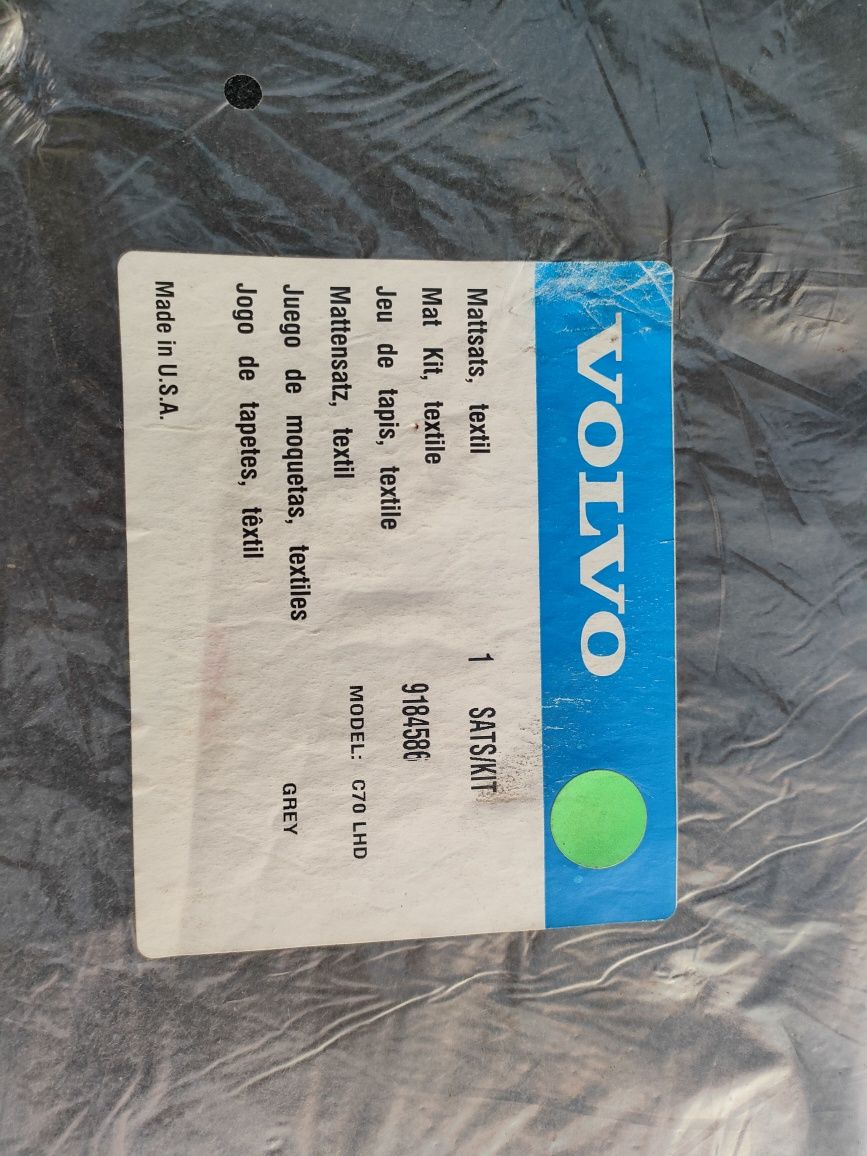 VOLVO
Mattsats, textil 1 SATS/KIT
Mat Kit, textile
Jeu de tapis, textile 9184586
Mattensatz, textil MODEL: C70 LHD
Juego de moquetas, textiles GREY
Jogo de tapetes, têxtil
Made in U.S.A.